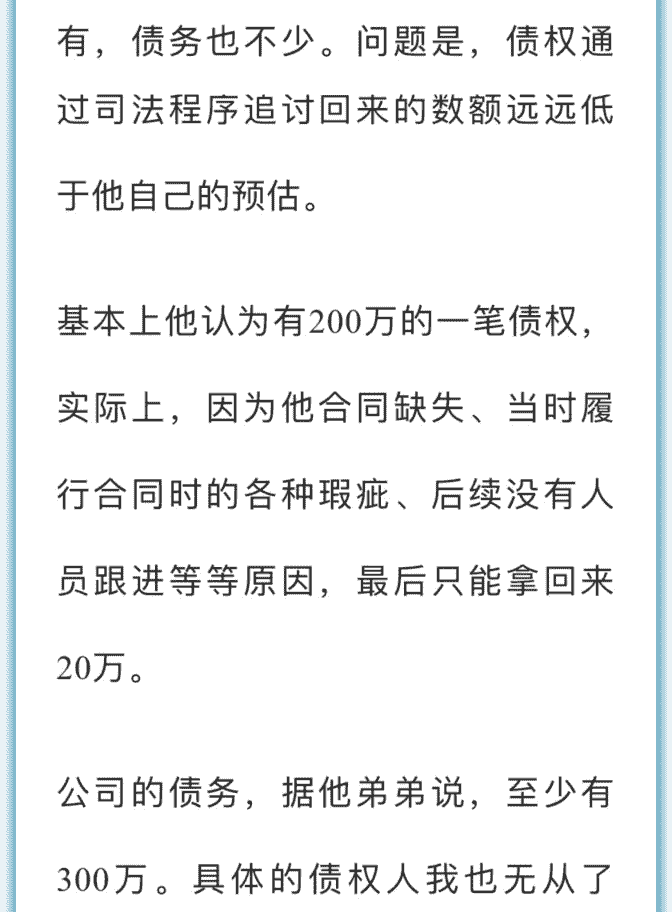 有，债务也不少。问题是，债权通
过司法程序追讨回来的数额远远低
于他自己的预估。
基本上他认为有200万的一笔债权，
实际上，因为他合同缺失、当时履
行合同时的各种瑕疵、后续没有人
员跟进等等原因，最后只能拿回来
20万。
公司的债务，据他弟弟说，至少有
300万。具体的债权人我也无从了